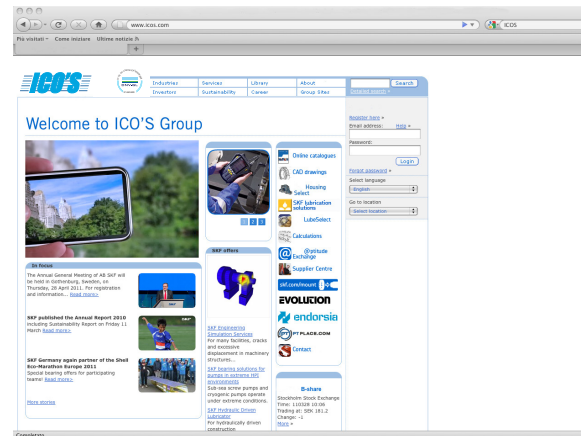 www.icos.com
ICOS
Più visitati Come iniziare Ultime notizie
+
ICO'S
Industries Services Library About
Investors Sustainability Career Group Sites
Search
Detailed search »
Welcome to ICO'S Group
Register here »
Email address: Help »
Password:
Login
Forgot password »
Select language
English
Go to location
Select location
1 2 3
Online catalogues
CAD drawings
Housing
Select
SKF lubrication
solutions
LubeSelect
Calculations
@ptitude
Exchange
Supplier Centre
skf.com/mount
EVOLUTION
endorsia
PTPLACE.COM
Contact
In focus
The Annual General Meeting of AB SKF will
be held in Gothenburg, Sweden, on
Thursday, 28 April 2011. For registration
and information... Read more»
SKF published the Annual Report 2010
including Sustainability Report on Friday 11
March Read more»
SKF Germany again partner of the Shell
Eco-Marathon Europe 2011
Special bearing offers for participating
teams! Read more»
More stories
SKF offers
SKF Engineering
Simulation Services
For many facilities, cracks
and excessive
displacement in machinery
structures...
SKF bearing solutions for
pumps in extreme HPI
environments
Sub-sea screw pumps and
cryogenic pumps operate
under extreme conditions.
SKF Hydraulic Driven
Lubricator
For hydraulically driven
construction
B-share
Stockholm Stock Exchange
Time: 110328 10:06
Trading at: SEK 181.2
Change: -1
More »
Completato